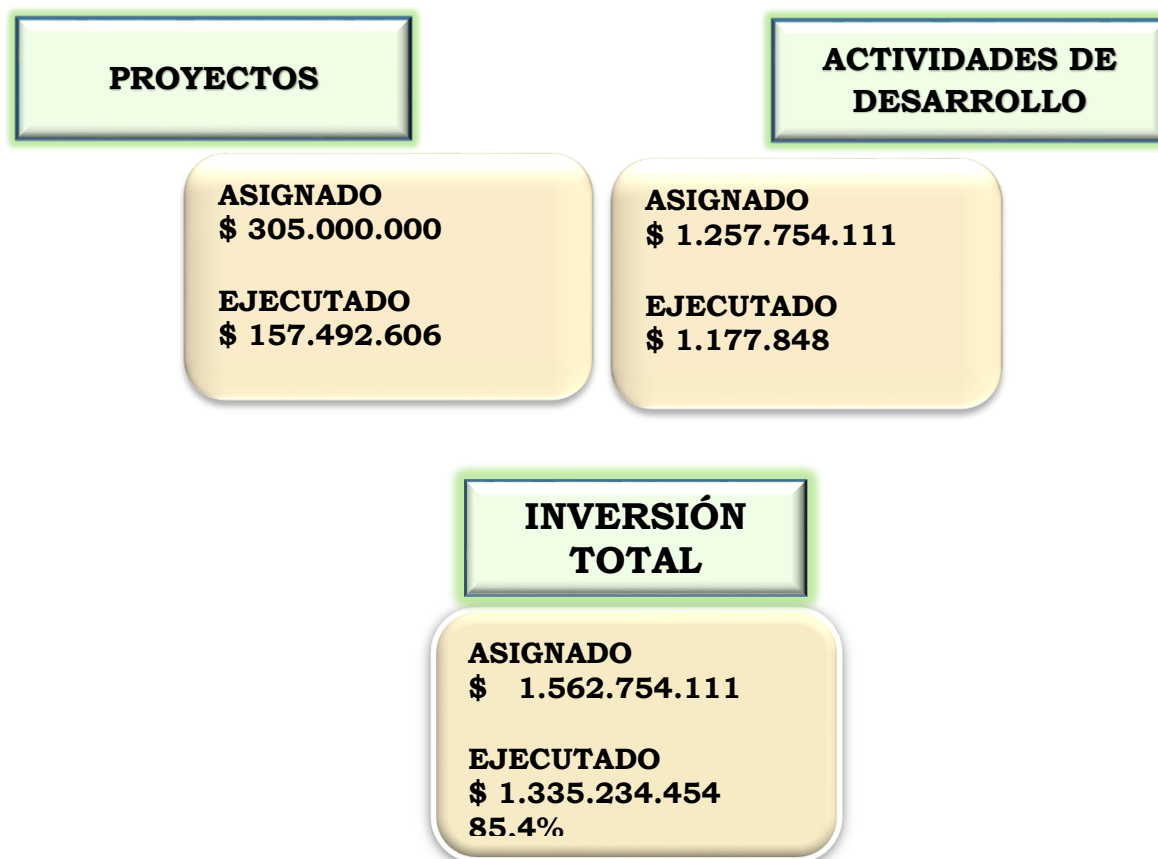 PROYECTOS
ACTIVIDADES DE
DESARROLLO
ASIGNADO
$ 305.000.000
EJECUTADO
$ 157.492.606
ASIGNADO
$ 1.257.754.111
EJECUTADO
$ 1.177.848
INVERSIÓN
TOTAL
ASIGNADO
$ 1.562.754.111
EJECUTADO
$ 1.335.234.454
85.4%